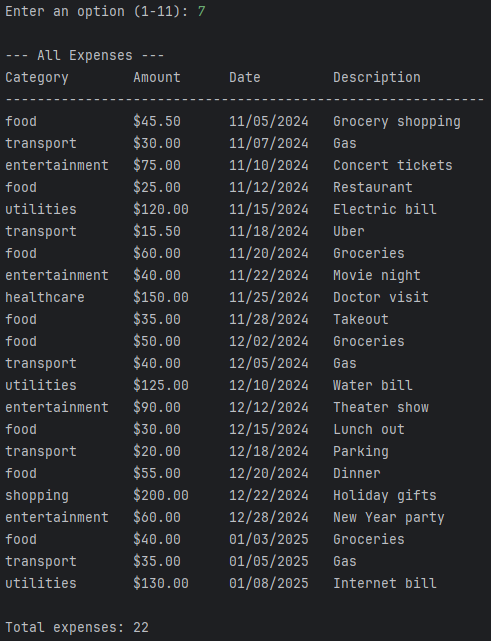 Enter an option (1-11): 7
--- All Expenses ---
Category        Amount      Date         Description
------------------------------------------------------------
food            $45.50      11/05/2024   Grocery shopping
transport       $30.00      11/07/2024   Gas
entertainment   $75.00      11/10/2024   Concert tickets
food            $25.00      11/12/2024   Restaurant
utilities       $120.00     11/15/2024   Electric bill
transport       $15.50      11/18/2024   Uber
food            $60.00      11/20/2024   Groceries
entertainment   $40.00      11/22/2024   Movie night
healthcare      $150.00     11/25/2024   Doctor visit
food            $35.00      11/28/2024   Takeout
food            $50.00      12/02/2024   Groceries
transport       $40.00      12/05/2024   Gas
utilities       $125.00     12/10/2024   Water bill
entertainment   $90.00      12/12/2024   Theater show
food            $30.00      12/15/2024   Lunch out
transport       $20.00      12/18/2024   Parking
food            $55.00      12/20/2024   Dinner
shopping        $200.00     12/22/2024   Holiday gifts
entertainment   $60.00      12/28/2024   New Year party
food            $40.00      01/03/2025   Groceries
transport       $35.00      01/05/2025   Gas
utilities       $130.00     01/08/2025   Internet bill
Total expenses: 22